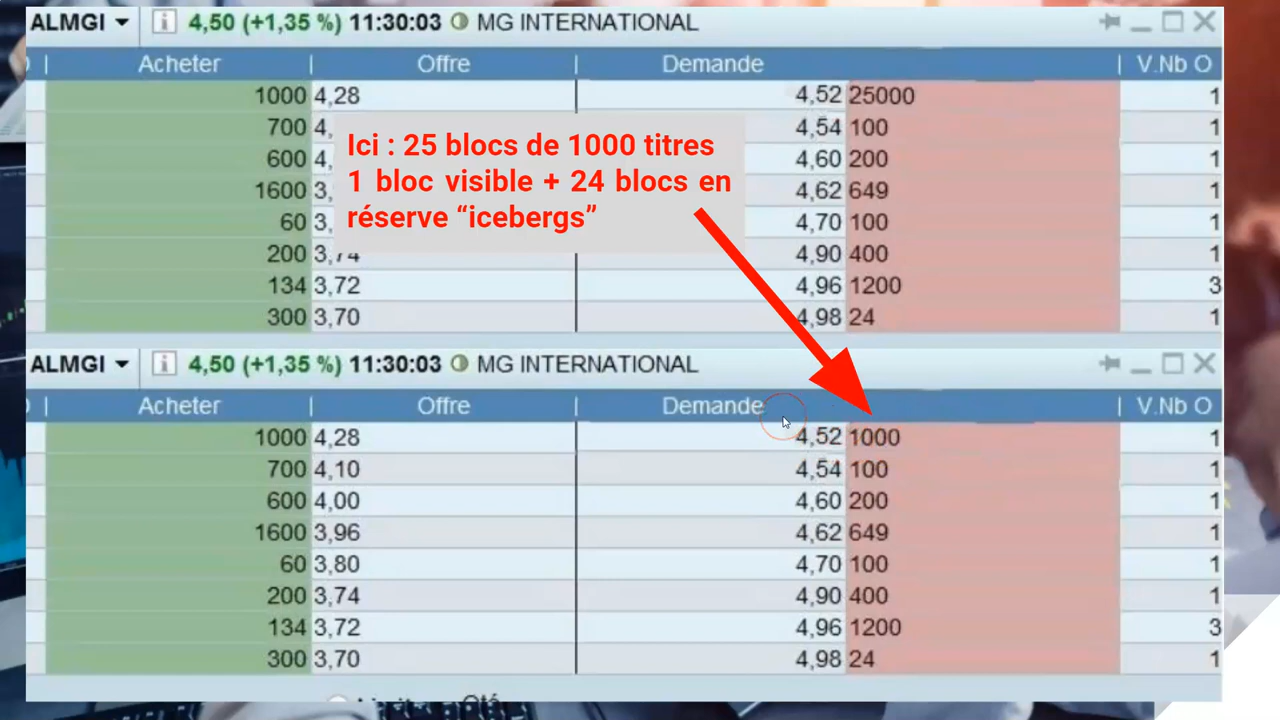 ALMGI 4,50 (+1,35 %) 11:30:03 MG INTERNATIONAL
| Acheter | Offre | Demande | V.Nb O
1000 4,28 4,52 25000 1
700 4, 4,54 100 1
600 4, 4,60 200 1
1600 3, 4,62 649 1
60 3, 4,70 100 1
200 3,74 4,90 400 1
134 3,72 4,96 1200 3
300 3,70 4,98 24 1
Ici : 25 blocs de 1000 titres
1 bloc visible + 24 blocs en
réserve “icebergs”
ALMGI 4,50 (+1,35 %) 11:30:03 MG INTERNATIONAL
| Acheter | Offre | Demande | V.Nb O
1000 4,28 4,52 1000 1
700 4,10 4,54 100 1
600 4,00 4,60 200 1
1600 3,96 4,62 649 1
60 3,80 4,70 100 1
200 3,74 4,90 400 1
134 3,72 4,96 1200 3
300 3,70 4,98 24 1